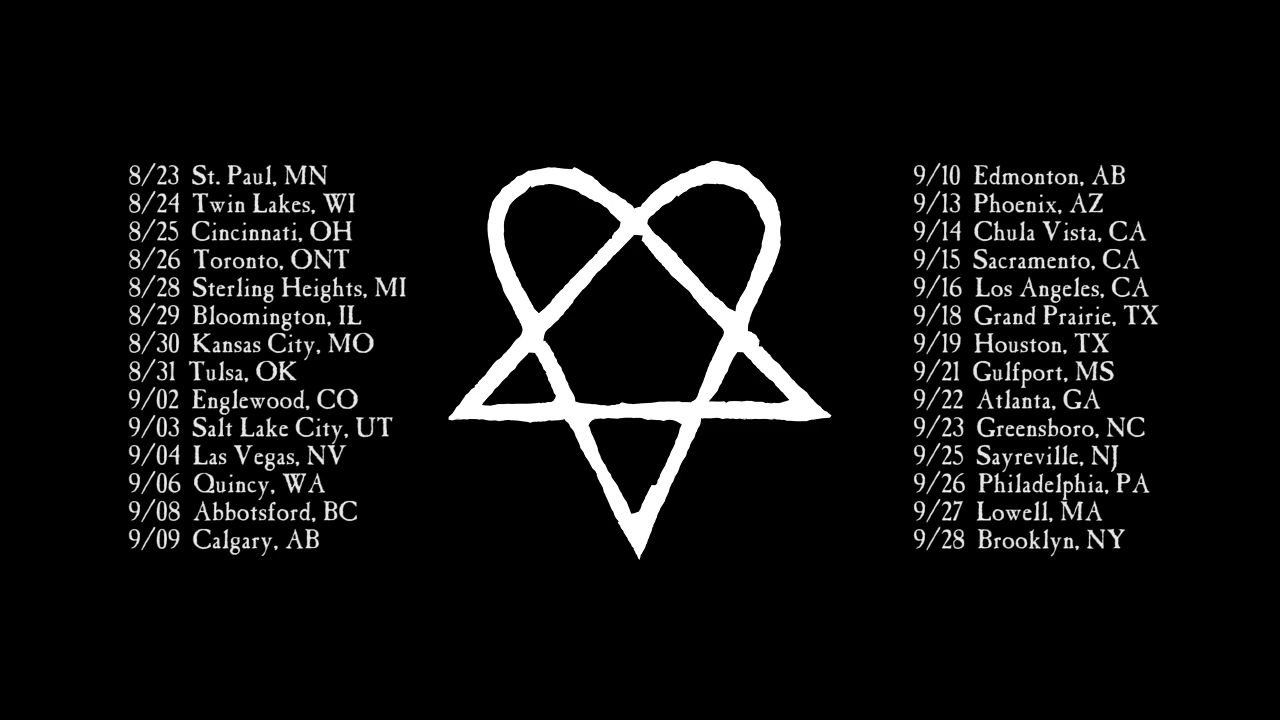 8/23 St. Paul, MN
8/24 Twin Lakes, WI
8/25 Cincinnati, OH
8/26 Toronto, ONT
8/28 Sterling Heights, MI
8/29 Bloomington, IL
8/30 Kansas City, MO
8/31 Tulsa, OK
9/02 Englewood, CO
9/03 Salt Lake City, UT
9/04 Las Vegas, NV
9/06 Quincy, WA
9/08 Abbotsford, BC
9/09 Calgary, AB
9/10 Edmonton, AB
9/13 Phoenix, AZ
9/14 Chula Vista, CA
9/15 Sacramento, CA
9/16 Los Angeles, CA
9/18 Grand Prairie, TX
9/19 Houston, TX
9/21 Gulfport, MS
9/22 Atlanta, GA
9/23 Greensboro, NC
9/25 Sayreville, NJ
9/26 Philadelphia, PA
9/27 Lowell, MA
9/28 Brooklyn, NY